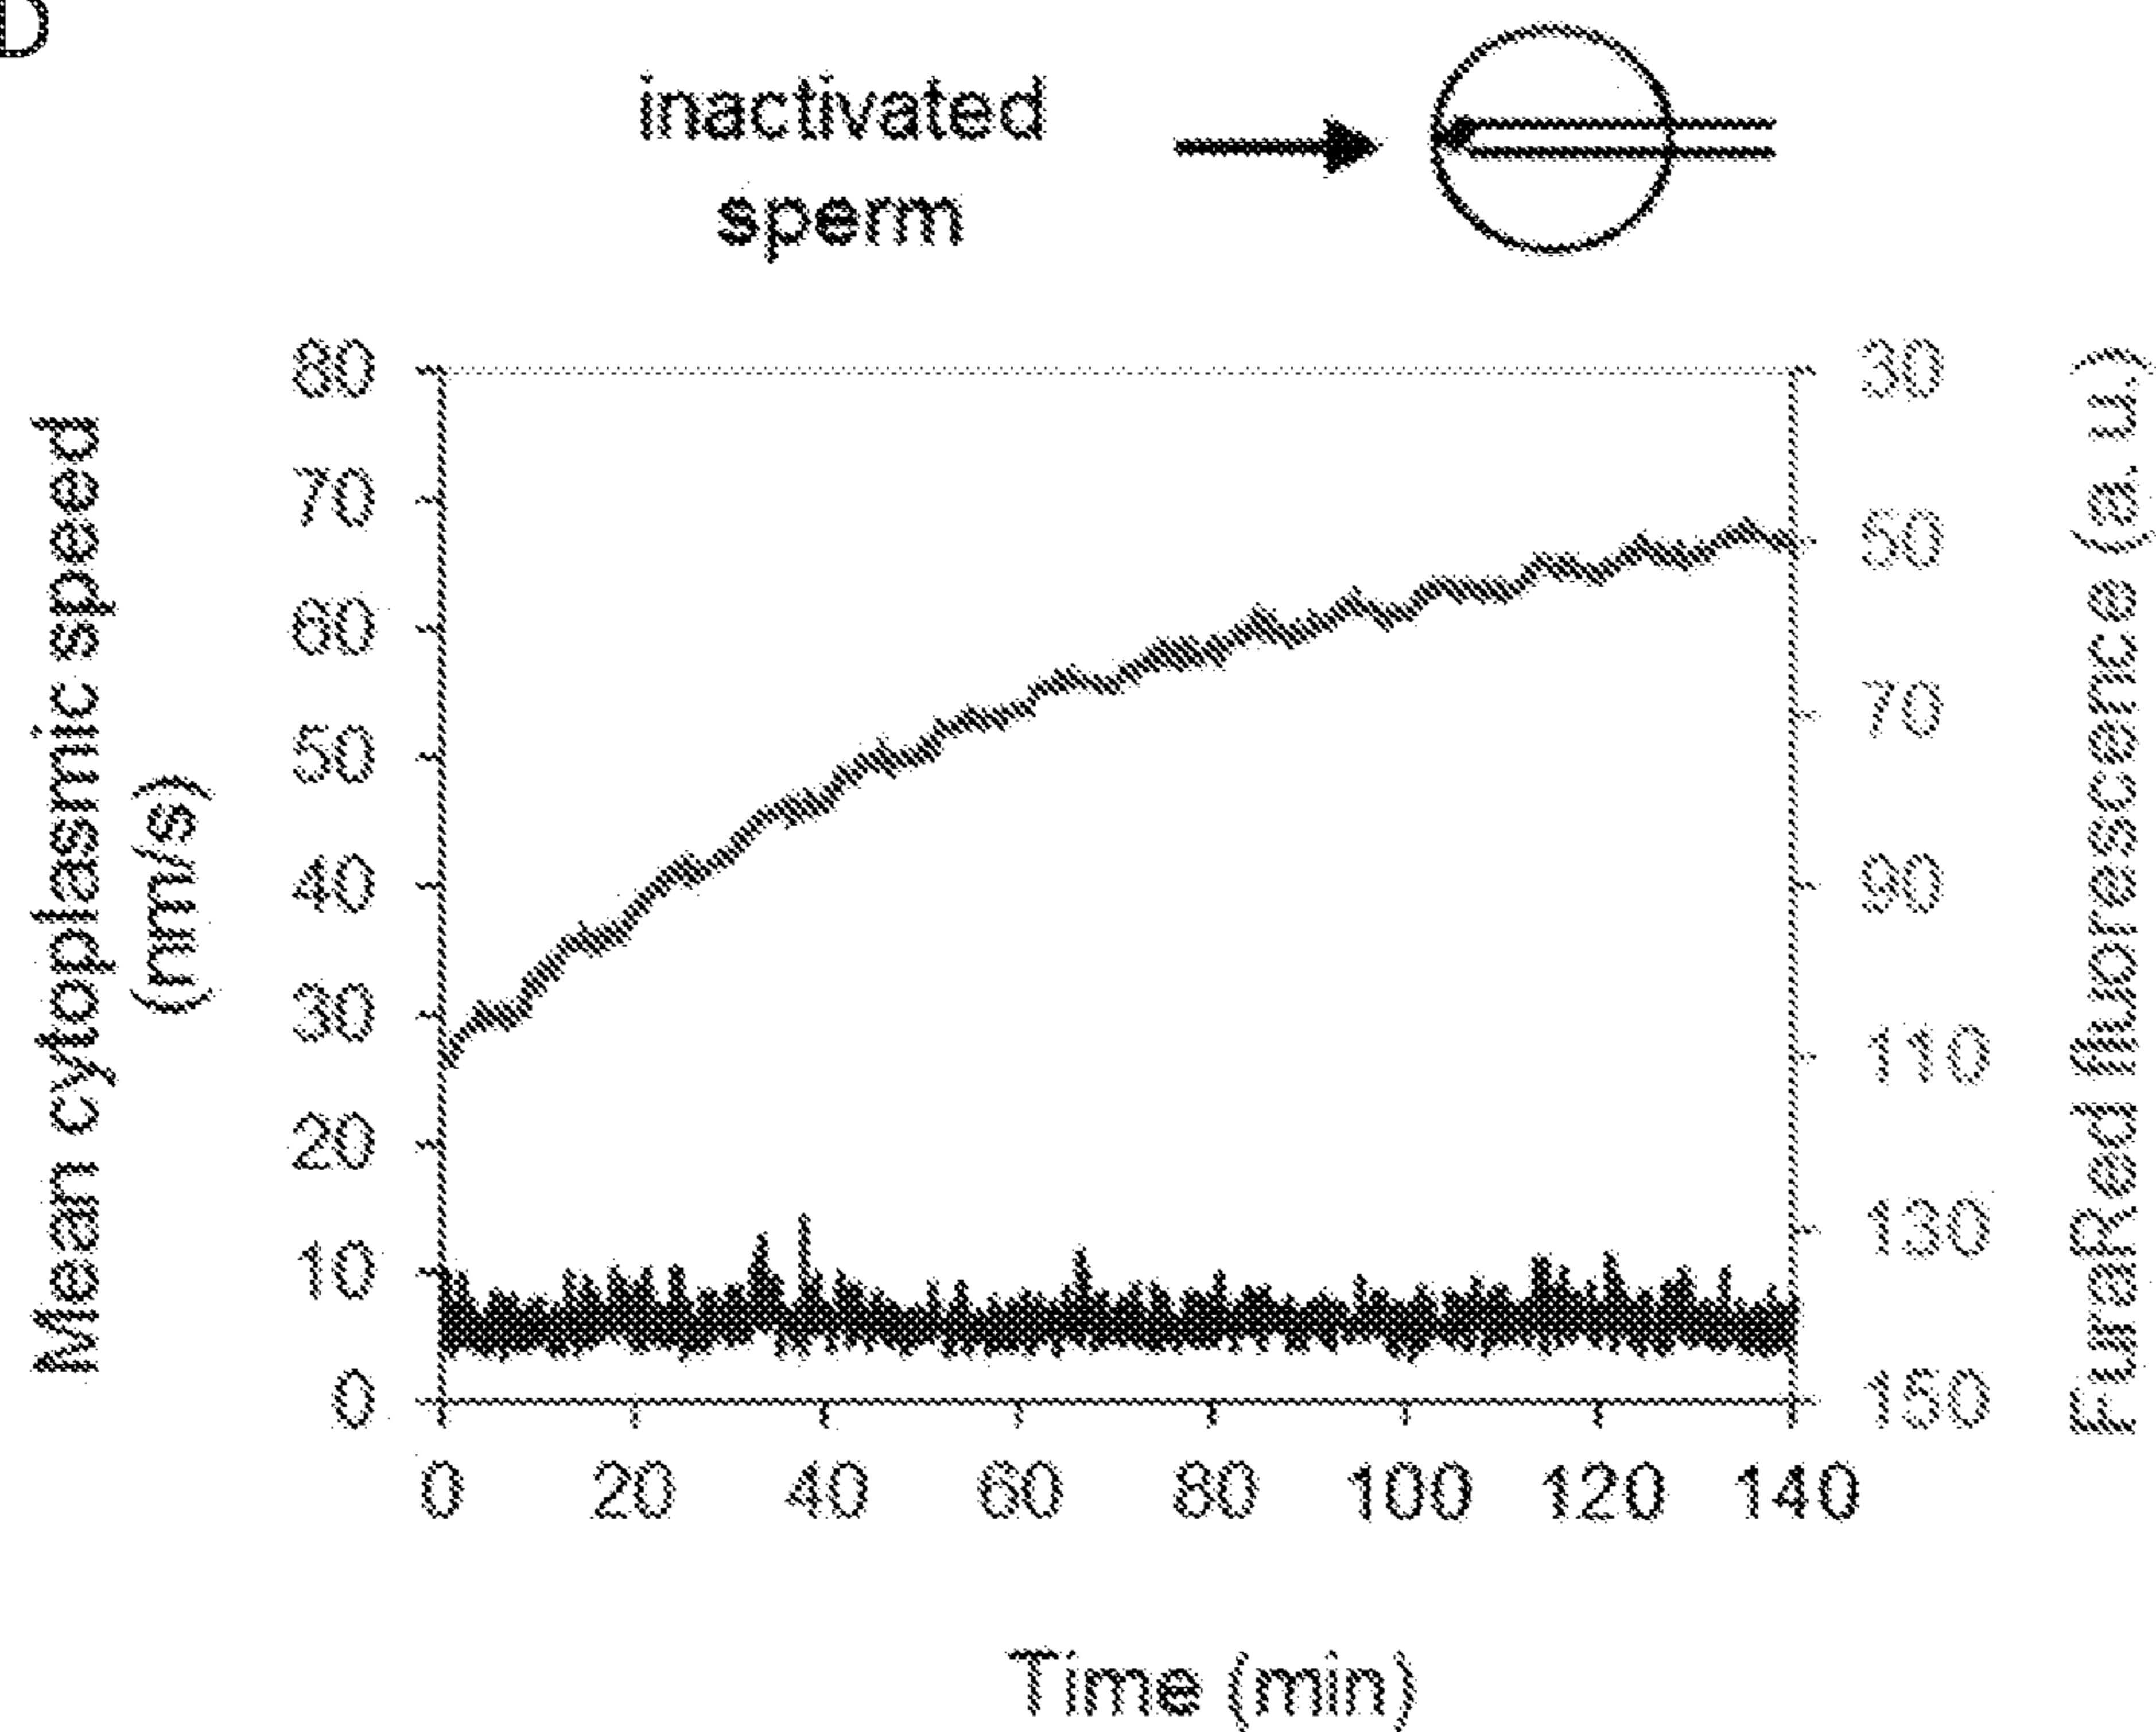 D
inactivated
sperm
Mean cytoplasmic speed
(nm/s)
80
70
60
50
40
30
20
10
0
30
50
70
90
110
130
150
FuraRed fluorescence (a. u.)
0 20 40 60 80 100 120 140
Time (min)